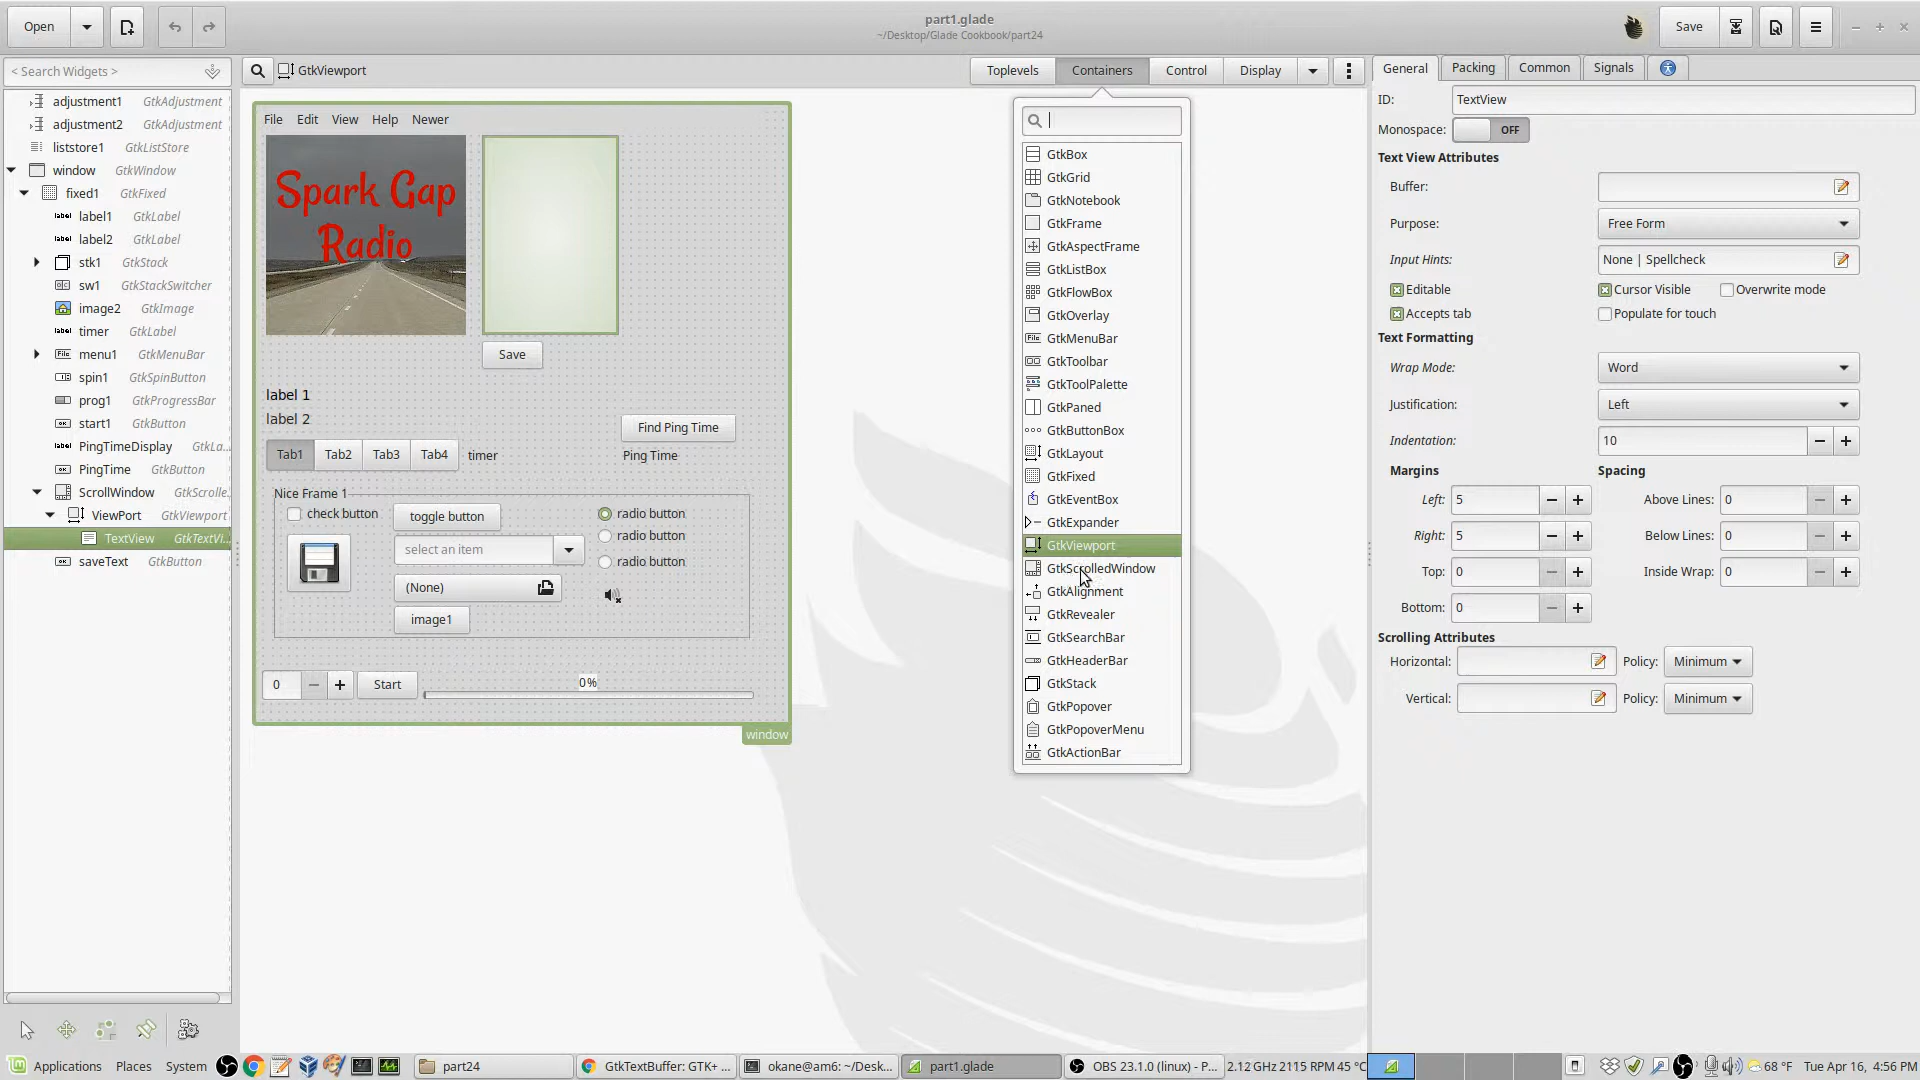 Open
part1.glade
~/Desktop/Glade Cookbook/part24
Save
< Search Widgets >
GtkViewport
Toplevels
Containers
Control
Display
General
Packing
Common
Signals
adjustment1 GtkAdjustment
adjustment2 GtkAdjustment
liststore1 GtkListStore
window GtkWindow
fixed1 GtkFixed
label1 GtkLabel
label2 GtkLabel
stk1 GtkStack
sw1 GtkStackSwitcher
image2 GtkImage
timer GtkLabel
menu1 GtkMenuBar
spin1 GtkSpinButton
prog1 GtkProgressBar
start1 GtkButton
PingTimeDisplay GtkLa...
PingTime GtkButton
ScrollWindow GtkScrolle...
ViewPort GtkViewport
TextView GtkTextVi...
saveText GtkButton
File Edit View Help Newer
Spark Gap
Radio
Save
label 1
label 2
Find Ping Time
Tab1 Tab2 Tab3 Tab4 timer
Ping Time
Nice Frame 1
check button
toggle button
radio button
select an item
radio button
radio button
(None)
image1
0
Start
0%
window
GtkBox
GtkGrid
GtkNotebook
GtkFrame
GtkAspectFrame
GtkListBox
GtkFlowBox
GtkOverlay
GtkMenuBar
GtkToolbar
GtkToolPalette
GtkPaned
GtkButtonBox
GtkLayout
GtkFixed
GtkEventBox
GtkExpander
GtkViewport
GtkScrolledWindow
GtkAlignment
GtkRevealer
GtkSearchBar
GtkHeaderBar
GtkStack
GtkPopover
GtkPopoverMenu
GtkActionBar
ID: TextView
Monospace: OFF
Text View Attributes
Buffer:
Purpose: Free Form
Input Hints: None | Spellcheck
Editable Cursor Visible Overwrite mode
Accepts tab Populate for touch
Text Formatting
Wrap Mode: Word
Justification: Left
Indentation: 10
Margins Spacing
Left: 5 Above Lines: 0
Right: 5 Below Lines: 0
Top: 0 Inside Wrap: 0
Bottom: 0
Scrolling Attributes
Horizontal: Policy: Minimum
Vertical: Policy: Minimum
Applications Places System part24 GtkTextBuffer: GTK+ ... okane@am6: ~/Desk... part1.glade OBS 23.1.0 (linux) - P... 2.12 GHz 2115 RPM 45 °C 68 °F Tue Apr 16, 4:56 PM